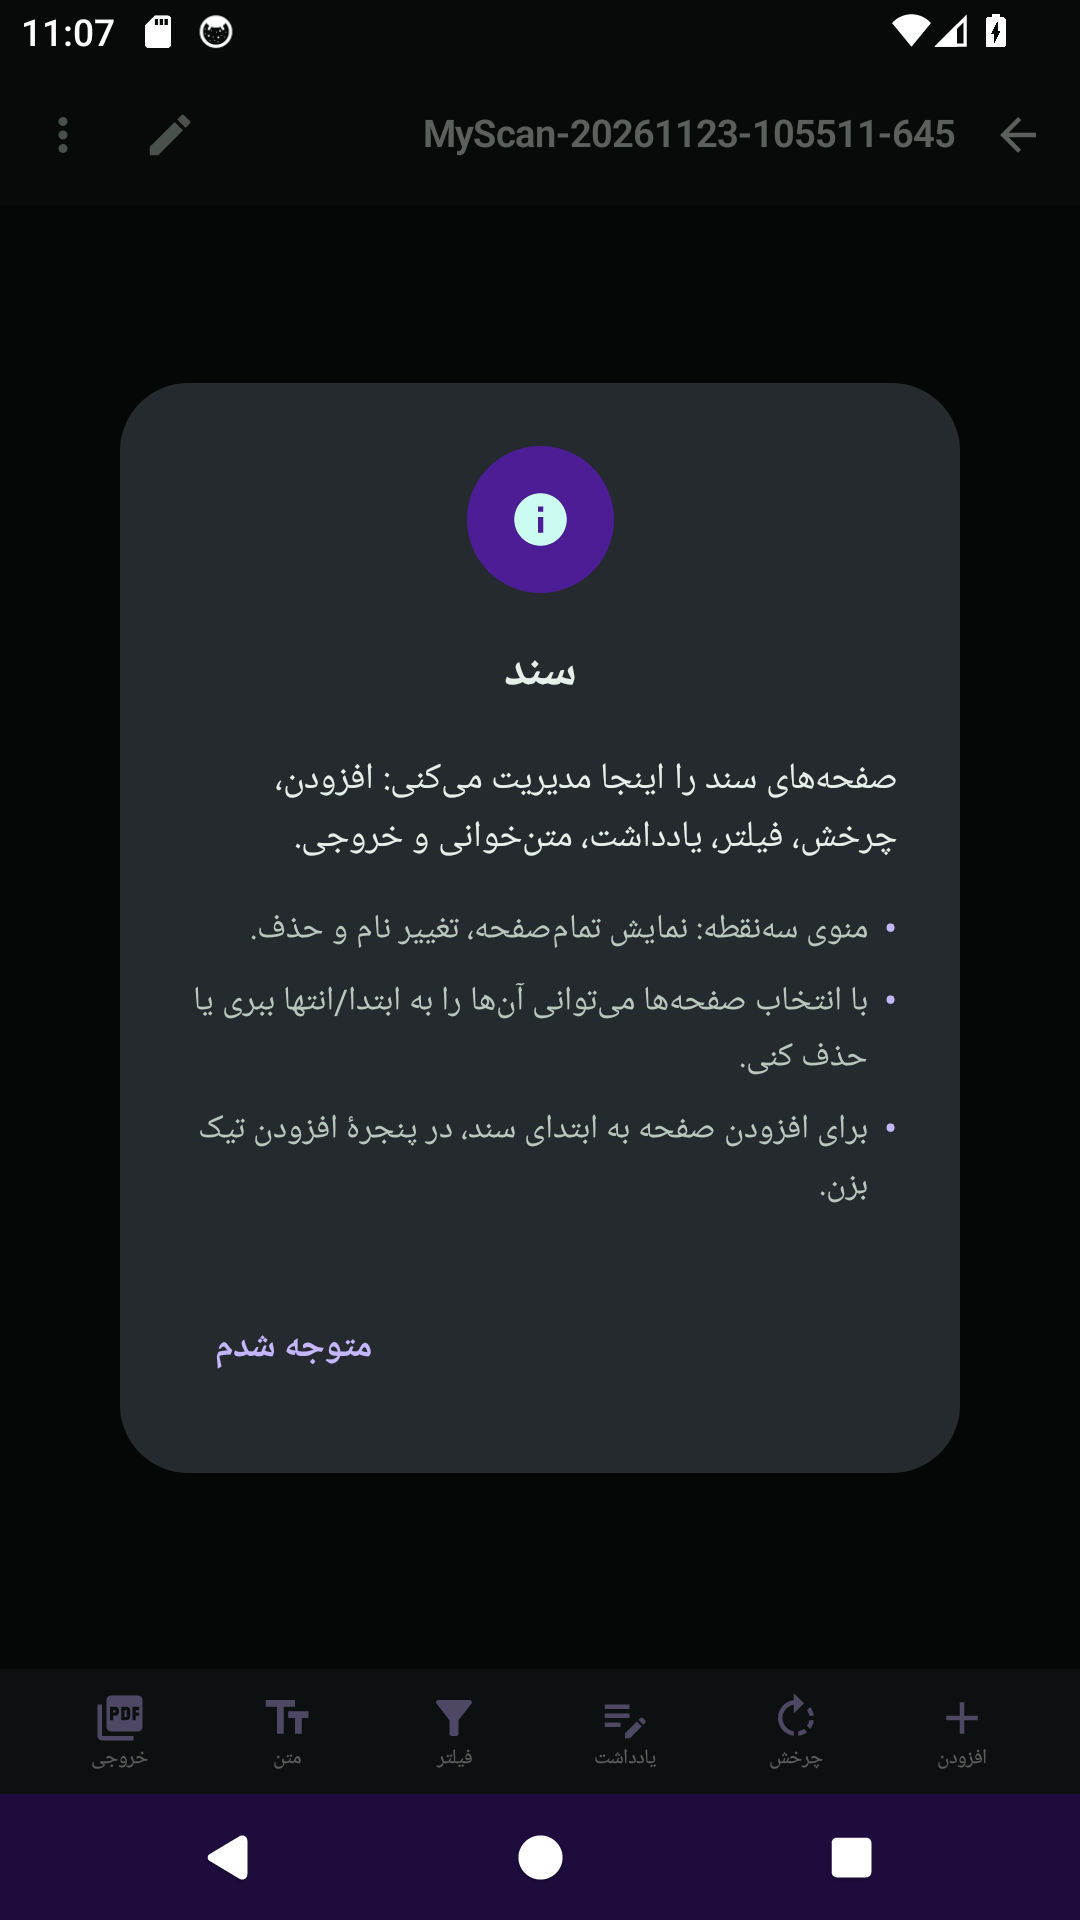 11:07
MyScan-20261123-105511-645
سند
صفحه‌های سند را اینجا مدیریت می‌کنی: افزودن،
چرخش، فیلتر، یادداشت، متن‌خوانی و خروجی.
• منوی سه‌نقطه: نمایش تمام‌صفحه، تغییر نام و حذف.
• با انتخاب صفحه‌ها می‌توانی آن‌ها را به ابتدا/انتها ببری یا
حذف کنی.
• برای افزودن صفحه به ابتدای سند، در پنجرهٔ افزودن تیک
بزن.
متوجه شدم
PDF
افزودن
چرخش
یادداشت
فیلتر
متن
خروجی